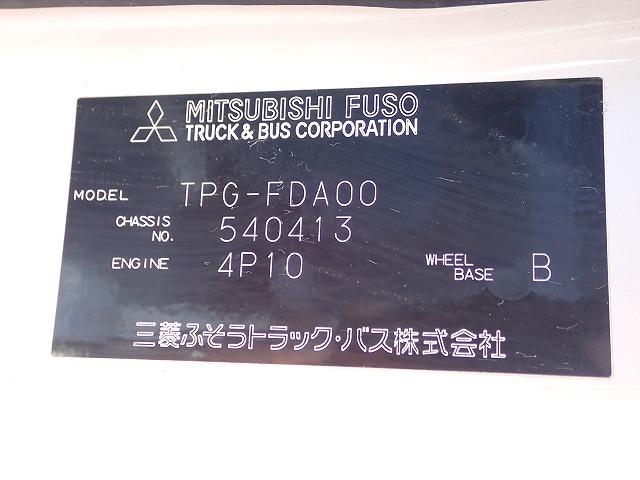 MITSUBISHI FUSO
TRUCK & BUS CORPORATION
MODEL TPG-FDA00
CHASSIS NO. 540413
ENGINE 4P10 WHEEL BASE B
三菱ふそうトラック・バス株式会社